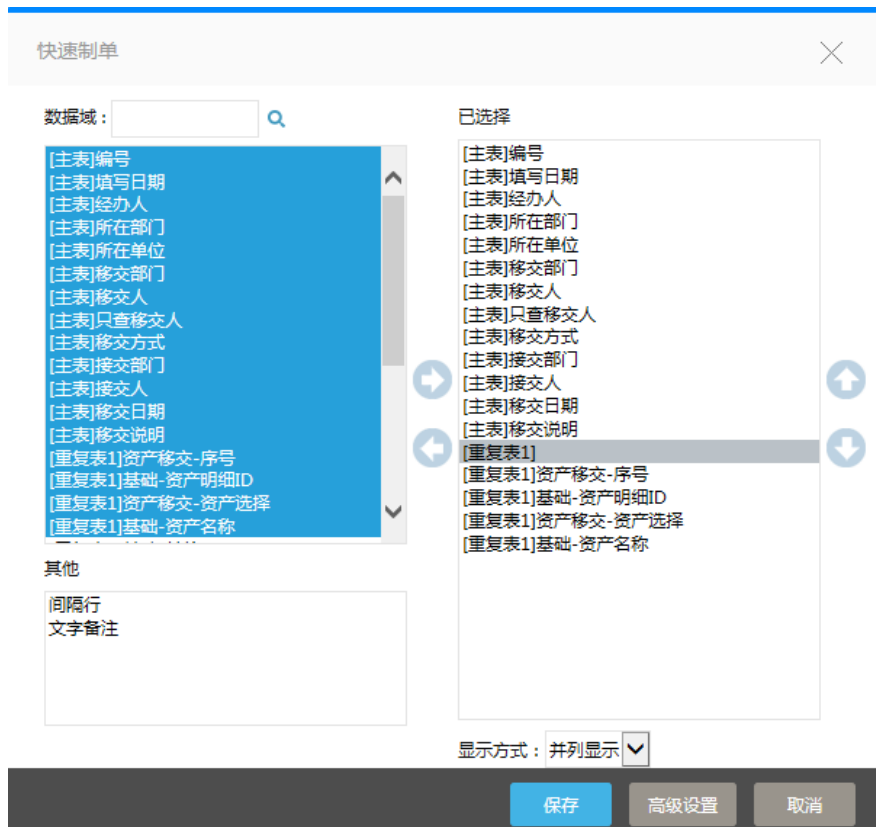 快速制单
数据域：
[主表]编号
[主表]填写日期
[主表]经办人
[主表]所在部门
[主表]所在单位
[主表]移交部门
[主表]移交人
[主表]只查移交人
[主表]移交方式
[主表]接交部门
[主表]接交人
[主表]移交日期
[主表]移交说明
[重复表1]资产移交-序号
[重复表1]基础-资产明细ID
[重复表1]资产移交-资产选择
[重复表1]基础-资产名称
其他
间隔行
文字备注
已选择
[主表]编号
[主表]填写日期
[主表]经办人
[主表]所在部门
[主表]所在单位
[主表]移交部门
[主表]移交人
[主表]只查移交人
[主表]移交方式
[主表]接交部门
[主表]接交人
[主表]移交日期
[主表]移交说明
[重复表1]
[重复表1]资产移交-序号
[重复表1]基础-资产明细ID
[重复表1]资产移交-资产选择
[重复表1]基础-资产名称
显示方式：并列显示
保存
高级设置
取消